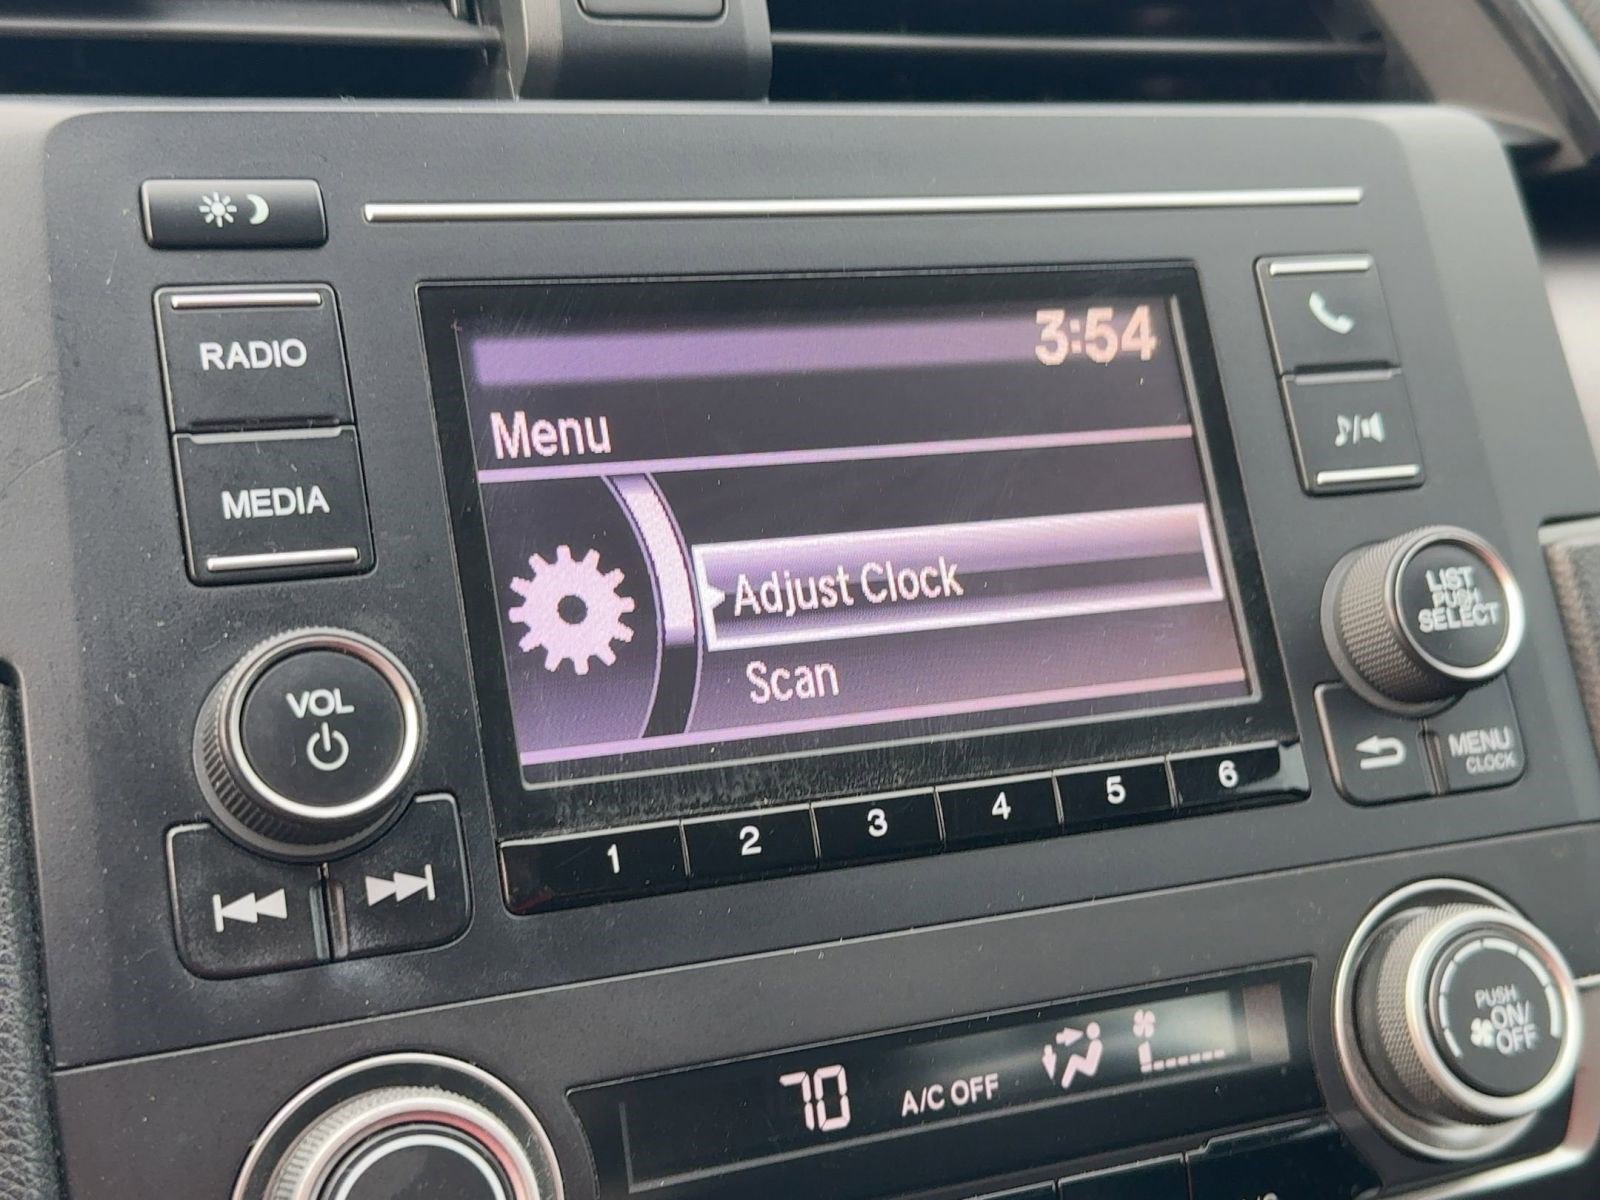 3:54
RADIO
Menu
MEDIA
Adjust Clock
LIST
PUSH
SELECT
Scan
VOL
MENU
CLOCK
1 2 3 4 5 6
PUSH
ON/
OFF
70 A/C OFF